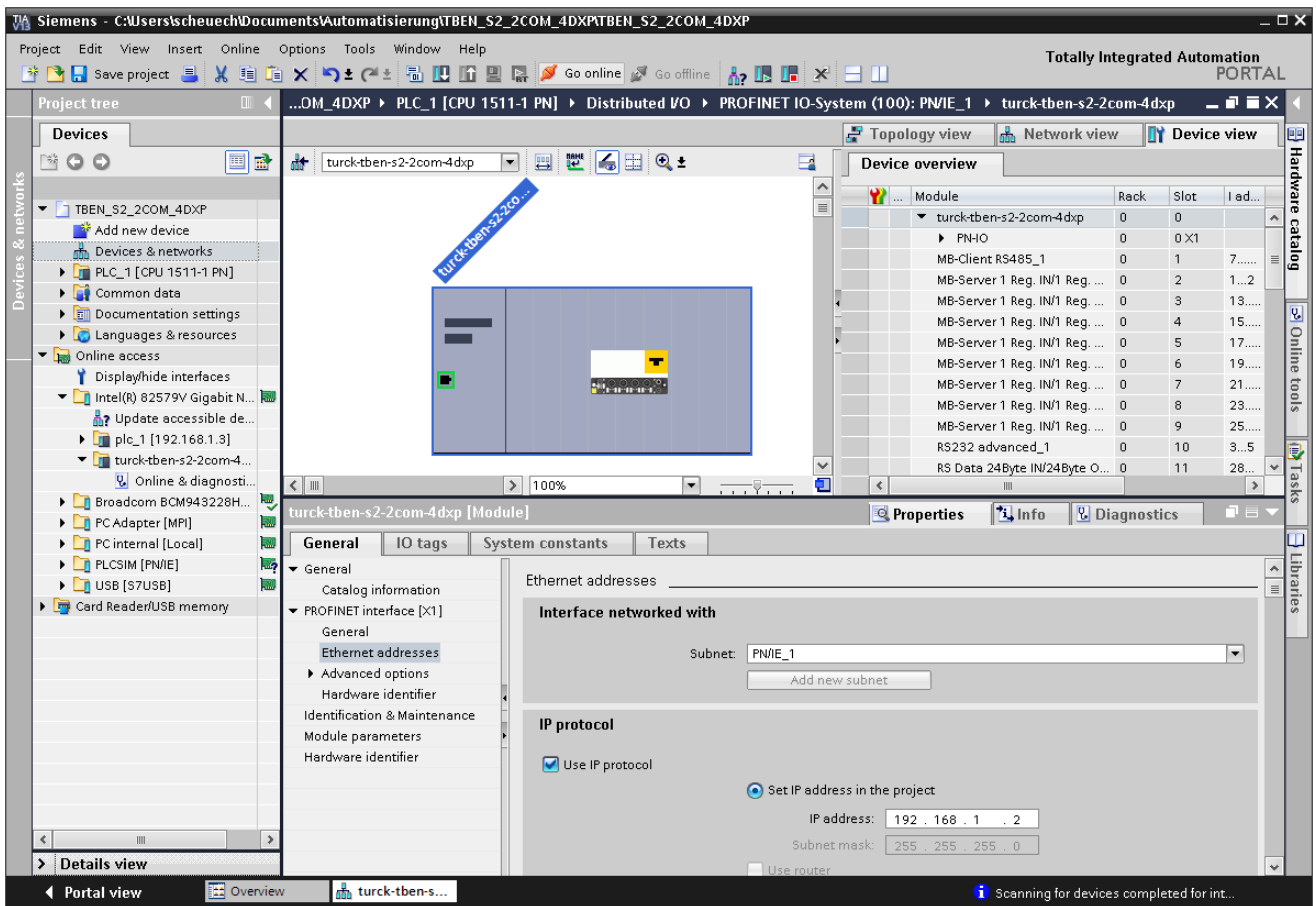 Siemens - C:\Users\scheuech\Documents\Automatisierung\TBEN_S2_2COM_4DXP\TBEN_S2_2COM_4DXP
Project Edit View Insert Online Options Tools Window Help
Totally Integrated Automation
PORTAL
Save project Go online Go offline
Project tree
...OM_4DXP PLC_1 [CPU 1511-1 PN] Distributed I/O PROFINET IO-System (100): PN/IE_1 turck-tben-s2-2com-4dxp
Devices
Topology view Network view Device view
turck-tben-s2-2com-4dxp
Device overview
Devices & networks
TBEN_S2_2COM_4DXP
Add new device
Devices & networks
PLC_1 [CPU 1511-1 PN]
Common data
Documentation settings
Languages & resources
Online access
Display/hide interfaces
Intel(R) 82579V Gigabit N...
Update accessible de...
plc_1 [192.168.1.3]
turck-tben-s2-2com-4...
Online & diagnosti...
Broadcom BCM943228H...
PC Adapter [MPI]
PC internal [Local]
PLCSIM [PN/IE]
USB [S7USB]
Card Reader/USB memory
Details view
turck-tben-s2-2co...
100%
... Module Rack Slot I ad...
turck-tben-s2-2com-4dxp 0 0
PN-IO 0 0 X1
MB-Client RS485_1 0 1 7......
MB-Server 1 Reg. IN/1 Reg. ... 0 2 1...2
MB-Server 1 Reg. IN/1 Reg. ... 0 3 13.....
MB-Server 1 Reg. IN/1 Reg. ... 0 4 15.....
MB-Server 1 Reg. IN/1 Reg. ... 0 5 17.....
MB-Server 1 Reg. IN/1 Reg. ... 0 6 19.....
MB-Server 1 Reg. IN/1 Reg. ... 0 7 21.....
MB-Server 1 Reg. IN/1 Reg. ... 0 8 23.....
MB-Server 1 Reg. IN/1 Reg. ... 0 9 25.....
RS232 advanced_1 0 10 3...5
RS Data 24Byte IN/24Byte O... 0 11 28...
Hardware catalog
Online tools
Tasks
Libraries
turck-tben-s2-2com-4dxp [Module]
Properties Info Diagnostics
General IO tags System constants Texts
General
Catalog information
PROFINET interface [X1]
General
Ethernet addresses
Advanced options
Hardware identifier
Identification & Maintenance
Module parameters
Hardware identifier
Ethernet addresses
Interface networked with
Subnet: PN/IE_1
Add new subnet
IP protocol
Use IP protocol
Set IP address in the project
IP address: 192 . 168 . 1 . 2
Subnet mask: 255 . 255 . 255 . 0
Use router
Portal view Overview turck-tben-s... Scanning for devices completed for int...